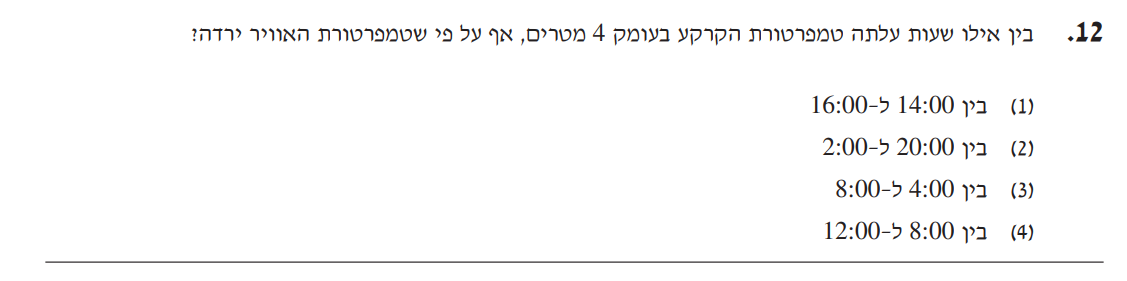 12. בין אילו שעות עלתה טמפרטורת הקרקע בעומק 4 מטרים, אף על פי שטמפרטורת האוויר ירדה?
(1) בין 14:00 ל-16:00
(2) בין 20:00 ל-2:00
(3) בין 4:00 ל-8:00
(4) בין 8:00 ל-12:00